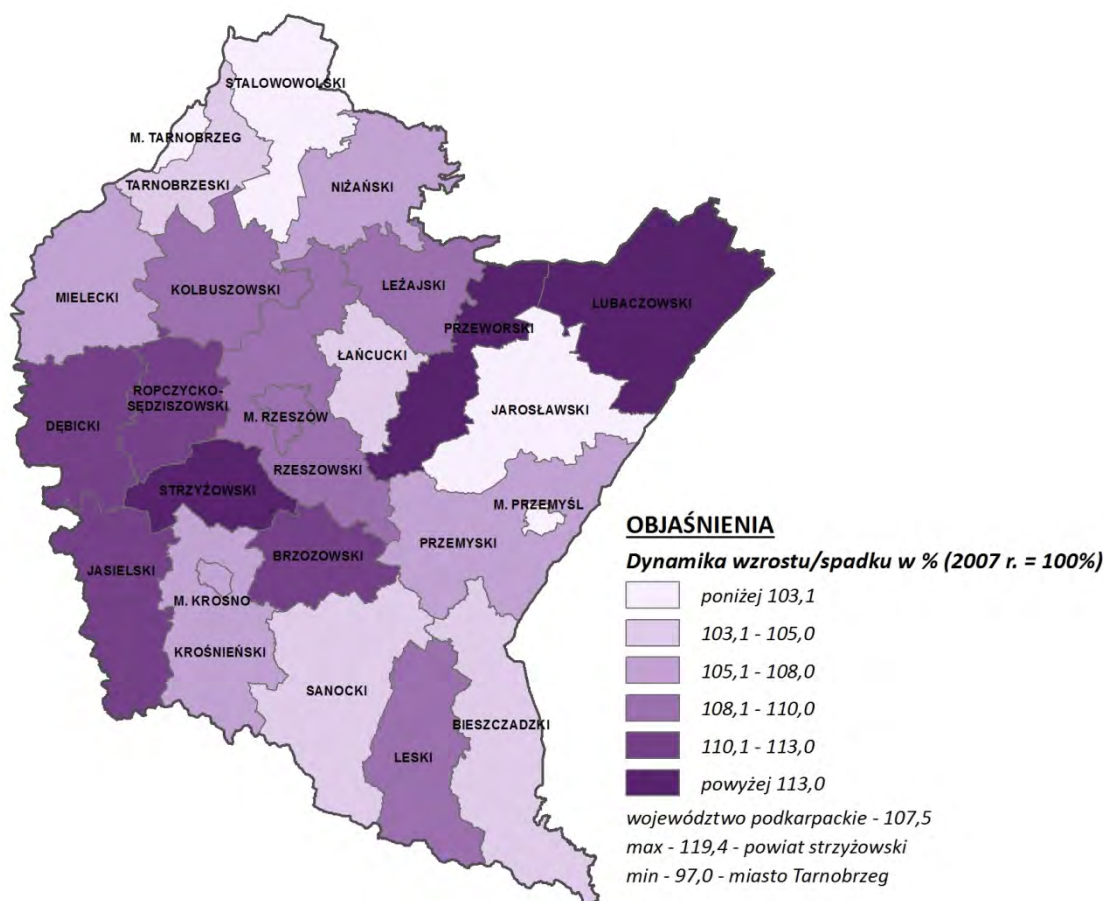 STALOWOWOLSKI
M. TARNOBRZEG
TARNOBRZESKI
NIŻAŃSKI
MIELECKI
KOLBUSZOWSKI
LEŻAJSKI
LUBACZOWSKI
PRZEWORSKI
ŁAŃCUCKI
ROPCZYCKO-
SĘDZISZOWSKI
JAROSŁAWSKI
M. RZESZÓW
DĘBICKI
RZESZOWSKI
STRZYŻOWSKI
M. PRZEMYŚL
PRZEMYSKI
BRZOZOWSKI
JASIELSKI
M. KROSNO
KROŚNIEŃSKI
SANOCKI
BIESZCZADZKI
LESKI
OBJAŚNIENIA
Dynamika wzrostu/spadku w % (2007 r. = 100%)
poniżej 103,1
103,1 - 105,0
105,1 - 108,0
108,1 - 110,0
110,1 - 113,0
powyżej 113,0
województwo podkarpackie - 107,5
max - 119,4 - powiat strzyżowski
min - 97,0 - miasto Tarnobrzeg